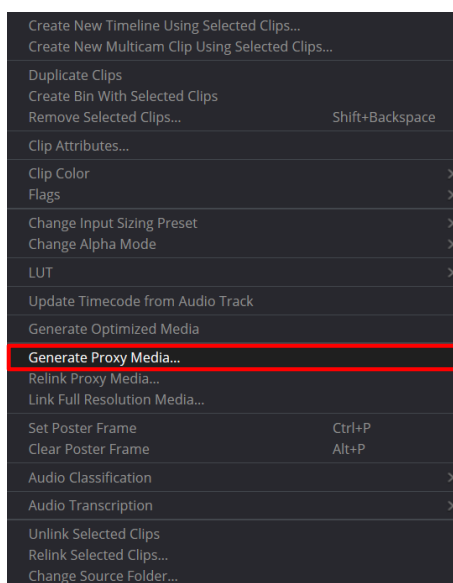 Create New Timeline Using Selected Clips...
Create New Multicam Clip Using Selected Clips...
Duplicate Clips
Create Bin With Selected Clips
Remove Selected Clips... Shift+Backspace
Clip Attributes...
Clip Color
Flags
Change Input Sizing Preset
Change Alpha Mode
LUT
Update Timecode from Audio Track
Generate Optimized Media
Generate Proxy Media...
Relink Proxy Media...
Link Full Resolution Media...
Set Poster Frame Ctrl+P
Clear Poster Frame Alt+P
Audio Classification
Audio Transcription
Unlink Selected Clips
Relink Selected Clips...
Change Source Folder...